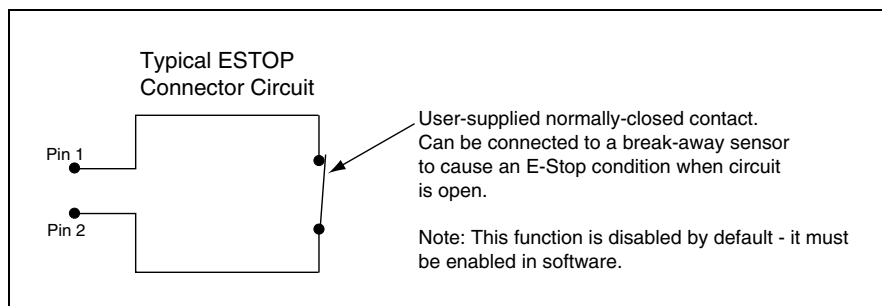 Typical ESTOP
Connector Circuit
User-supplied normally-closed contact.
Can be connected to a break-away sensor
to cause an E-Stop condition when circuit
is open.
Pin 1
Pin 2
Note: This function is disabled by default - it must
be enabled in software.